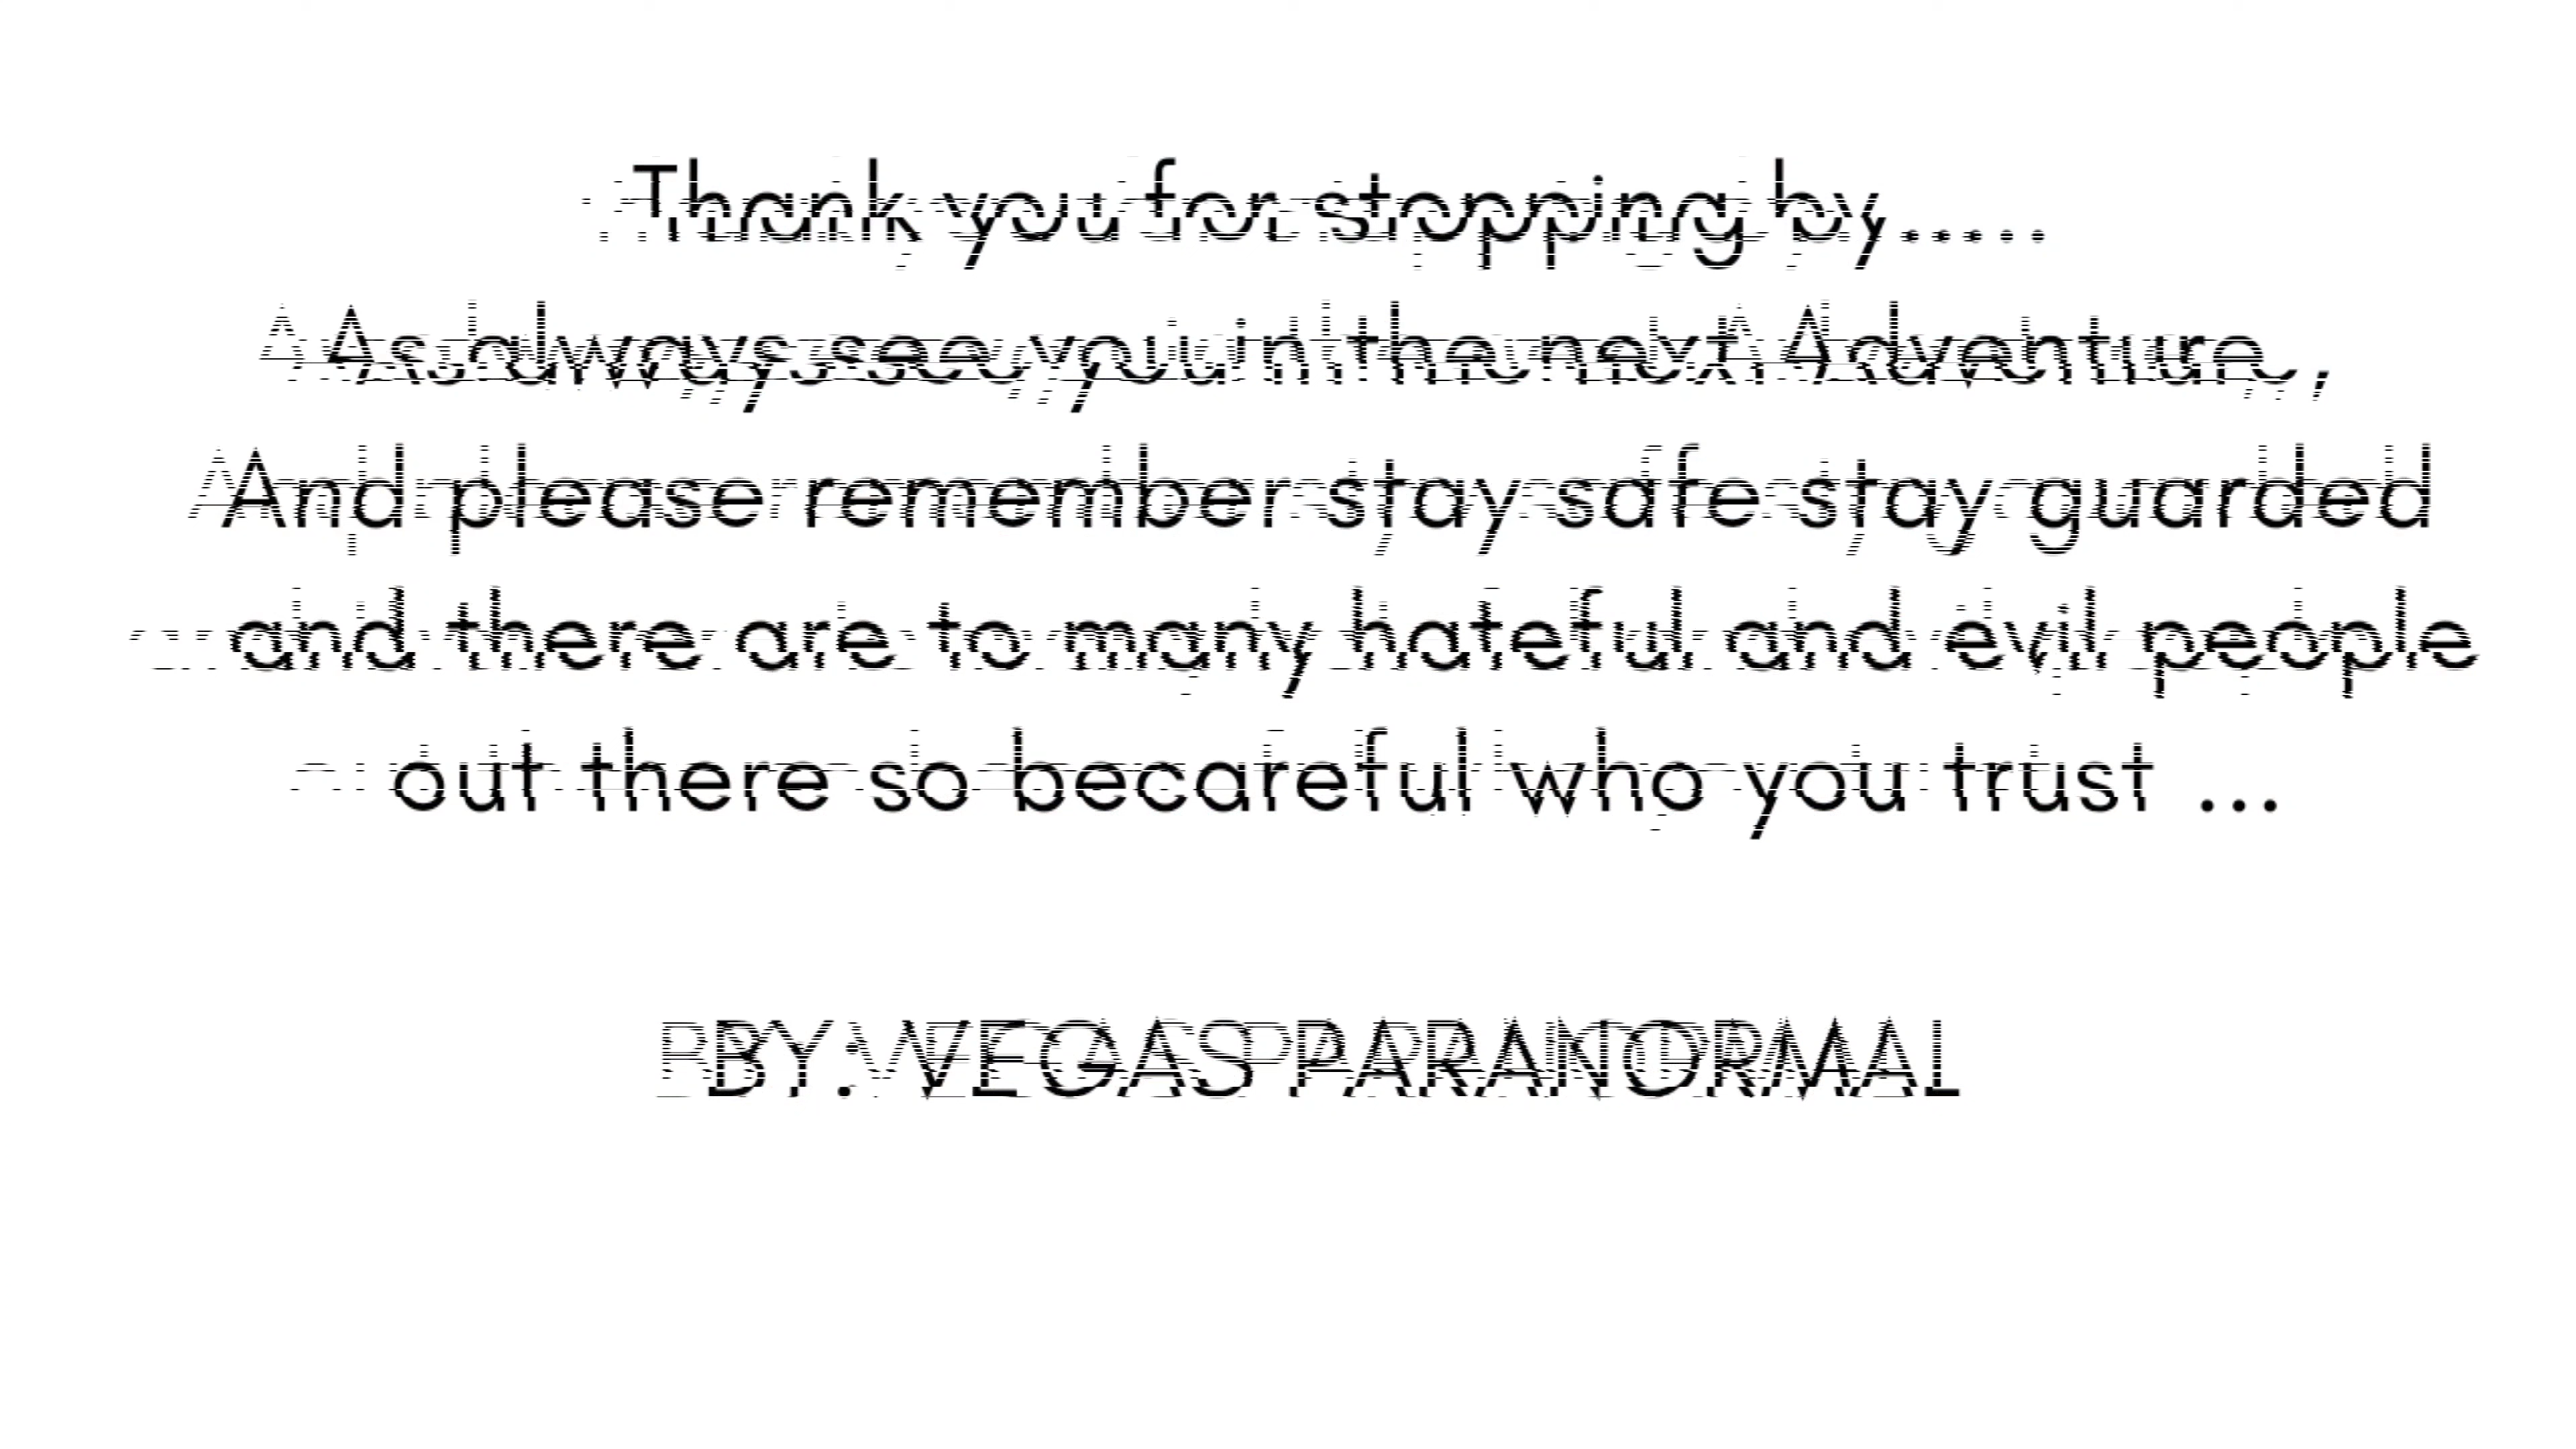 Thank you for stopping by.....
As always see you in the next Adventure,
And please remember stay safe stay guarded
and there are to many hateful and evil people
out there so becareful who you trust ...
BY: VEGAS PARANORMAL